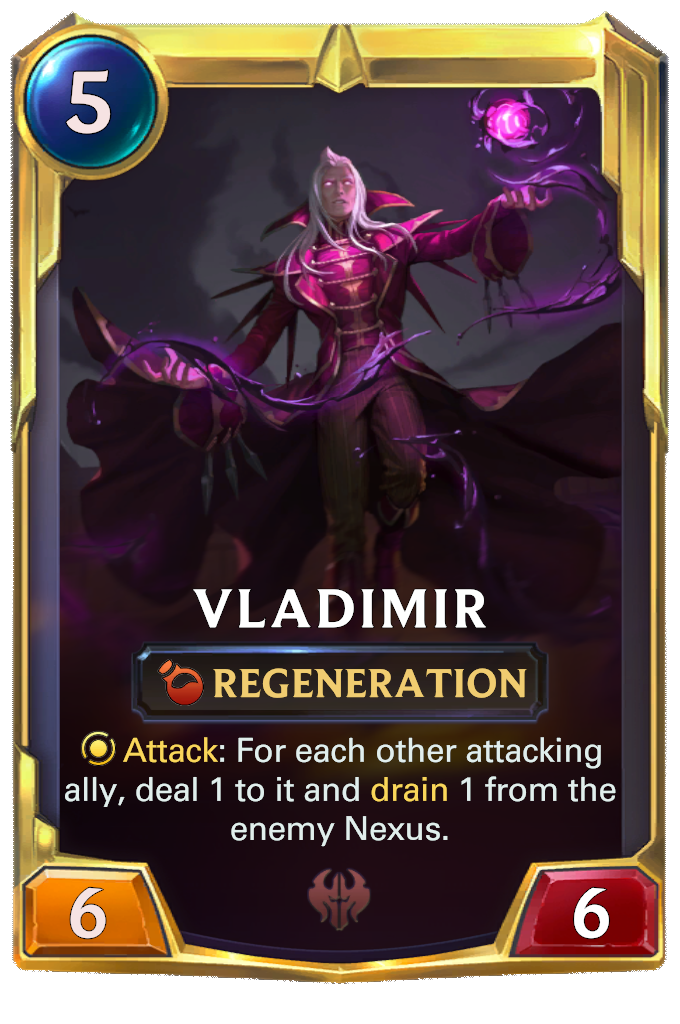 5
VLADIMIR
REGENERATION
Attack: For each other attacking
ally, deal 1 to it and drain 1 from the
enemy Nexus.
6
6